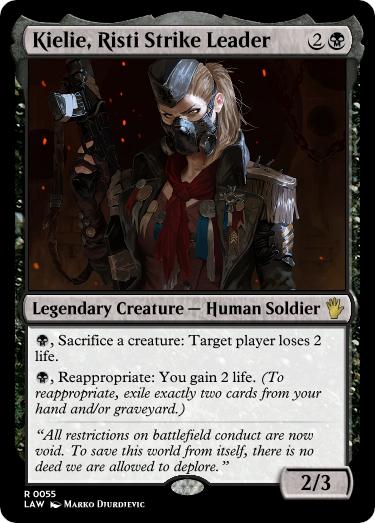 Kielie, Risti Strike Leader 2
Legendary Creature — Human Soldier
, Sacrifice a creature: Target player loses 2
life.
, Reappropriate: You gain 2 life. (To
reappropriate, exile exactly two cards from your
hand and/or graveyard.)
“All restrictions on battlefield conduct are now
void. To save this world from itself, there is no
deed we are allowed to deplore.”
2/3
R 0055
LAW Marko Djurdjevic